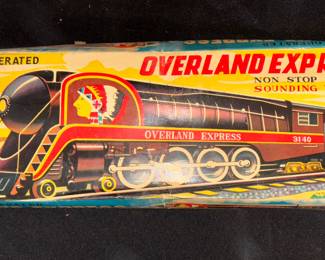 ERATED
OVERLAND EXPR
NON STOP
SOUNDING
OVERLAND EXPRESS
3140